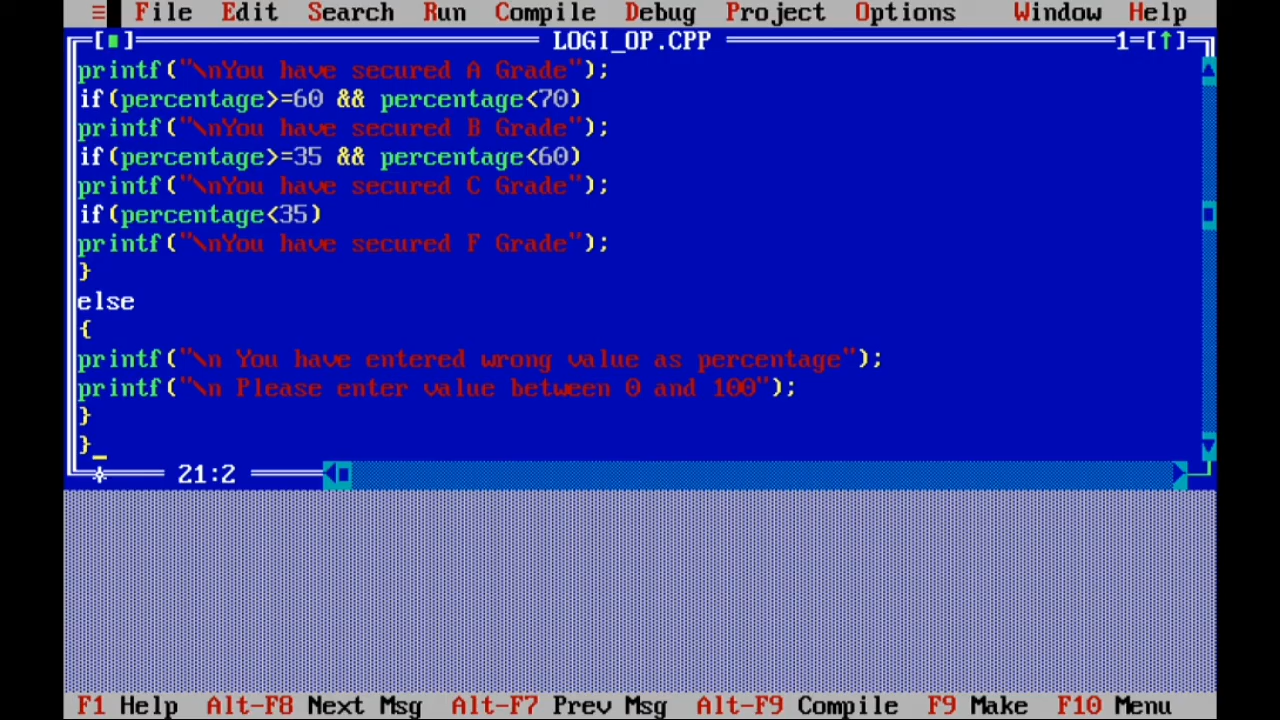 ≡ File Edit Search Run Compile Debug Project Options Window Help
[■] LOGI_OP.CPP 1=[↑]
printf("\nYou have secured A Grade");
if(percentage>=60 && percentage<70)
printf("\nYou have secured B Grade");
if(percentage>=35 && percentage<60)
printf("\nYou have secured C Grade");
if(percentage<35)
printf("\nYou have secured F Grade");
}
else
{
printf("\n You have entered wrong value as percentage");
printf("\n Please enter value between 0 and 100");
}
}_
21:2
F1 Help Alt-F8 Next Msg Alt-F7 Prev Msg Alt-F9 Compile F9 Make F10 Menu